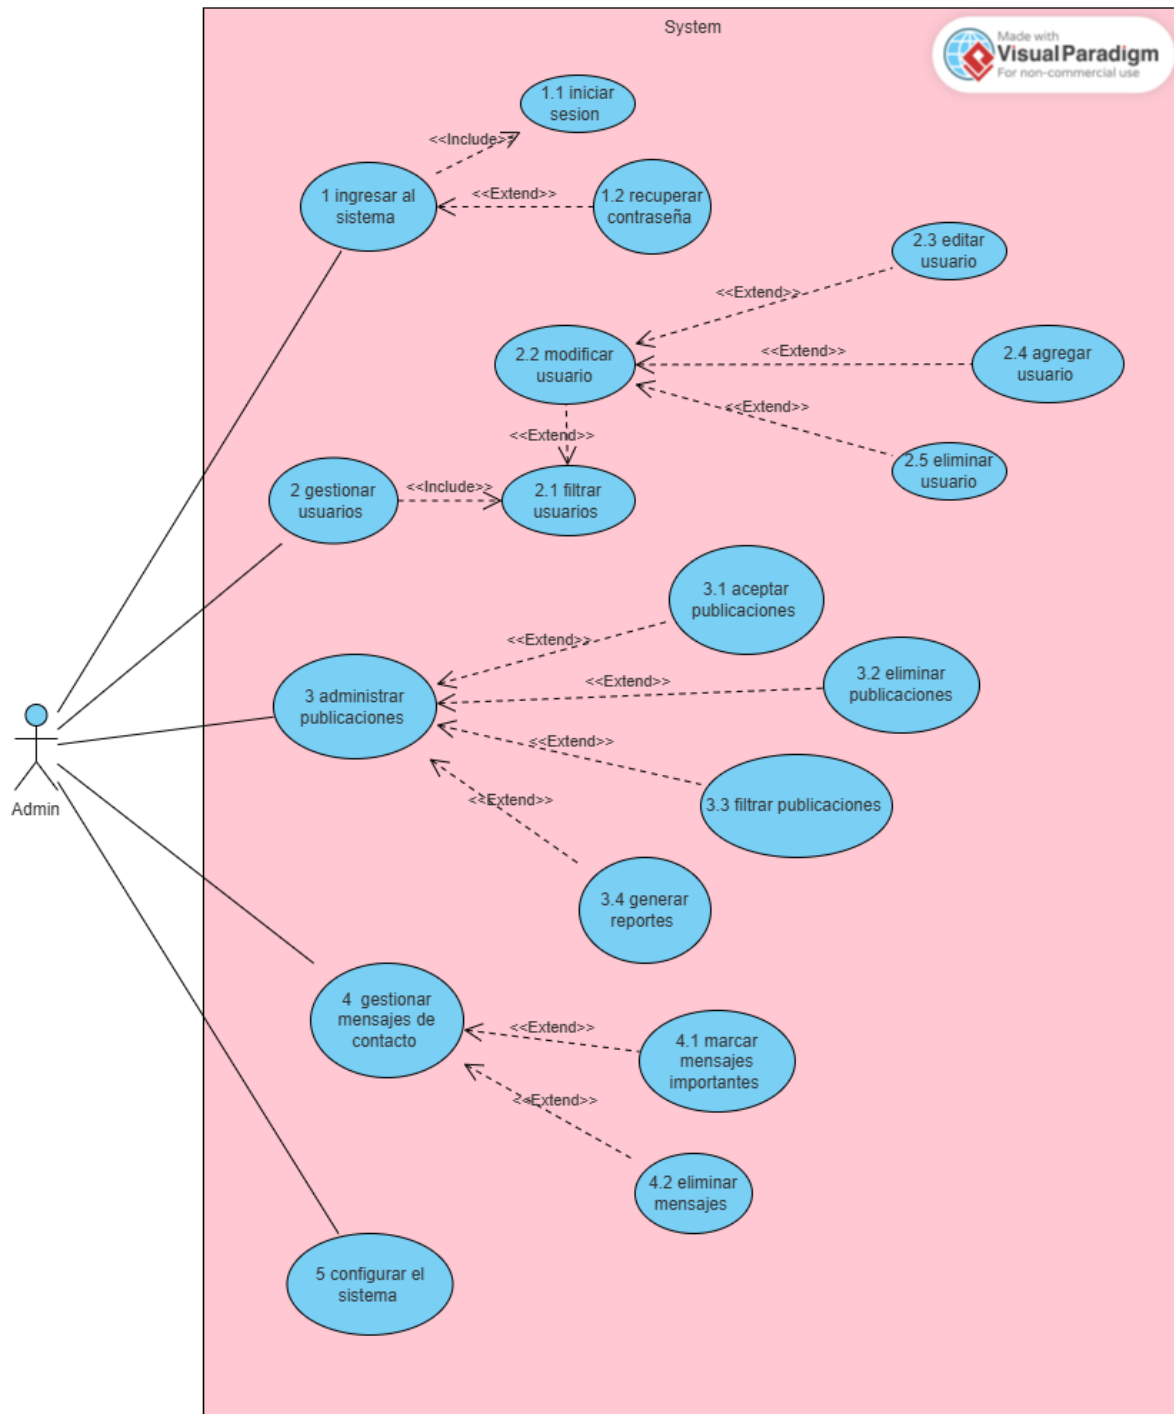 System
Made with
Visual Paradigm
For non-commercial use
1.1 iniciar
sesion
<<Include>>
1 ingresar al
sistema
<<Extend>>
1.2 recuperar
contraseña
2.3 editar
usuario
<<Extend>>
2.2 modificar
usuario
<<Extend>>
2.4 agregar
usuario
<<Extend>>
<<Extend>>
2.5 eliminar
usuario
2 gestionar
usuarios
<<Include>>
2.1 filtrar
usuarios
3.1 aceptar
publicaciones
<<Extend>>
3.2 eliminar
publicaciones
<<Extend>>
3 administrar
publicaciones
<<Extend>>
3.3 filtrar publicaciones
<<Extend>>
Admin
3.4 generar
reportes
4 gestionar
mensajes de
contacto
<<Extend>>
4.1 marcar
mensajes
importantes
<<Extend>>
4.2 eliminar
mensajes
5 configurar el
sistema